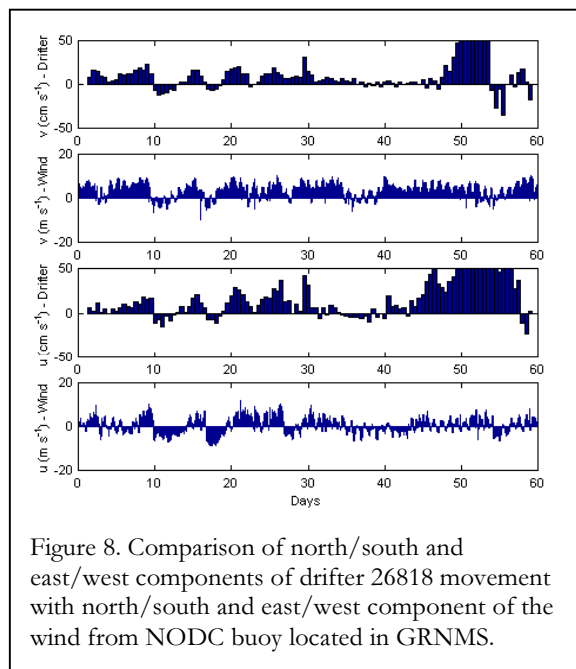 50
0
-50
v (cm s⁻¹) - Drifter
0 10 20 30 40 50 60
20
0
-20
v (m s⁻¹) - Wind
0 10 20 30 40 50 60
50
0
-50
u (cm s⁻¹) - Drifter
0 10 20 30 40 50 60
20
0
-20
u (m s⁻¹) - Wind
0 10 20 30 40 50 60
Days
Figure 8. Comparison of north/south and
east/west components of drifter 26818 movement
with north/south and east/west component of the
wind from NODC buoy located in GRNMS.